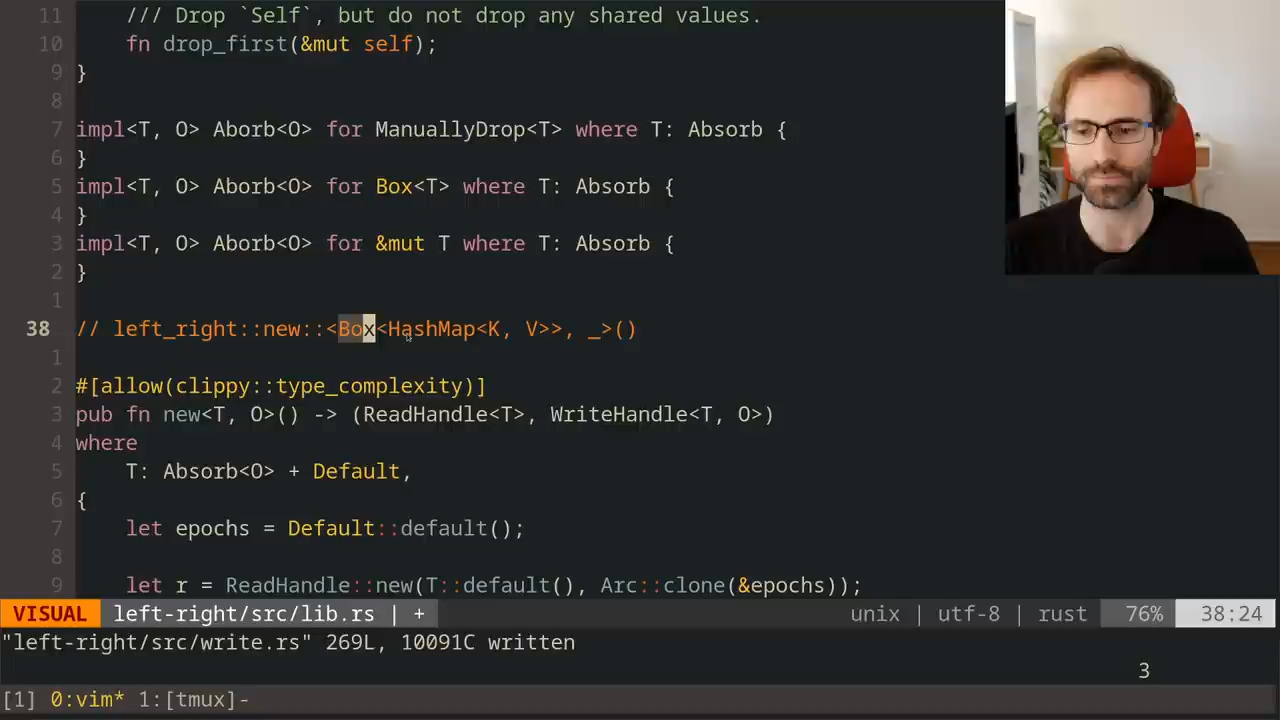 11     /// Drop `Self`, but do not drop any shared values.
10     fn drop_first(&mut self);
9 }
8
7 impl<T, O> Aborb<O> for ManuallyDrop<T> where T: Absorb {
6 }
5 impl<T, O> Aborb<O> for Box<T> where T: Absorb {
4 }
3 impl<T, O> Aborb<O> for &mut T where T: Absorb {
2 }
1
38 // left_right::new::<Box<HashMap<K, V>>, _>()
1
2 #[allow(clippy::type_complexity)]
3 pub fn new<T, O>() -> (ReadHandle<T>, WriteHandle<T, O>)
4 where
5     T: Absorb<O> + Default,
6 {
7     let epochs = Default::default();
8
9     let r = ReadHandle::new(T::default(), Arc::clone(&epochs));
VISUAL left-right/src/lib.rs | + unix | utf-8 | rust 76% 38:24
"left-right/src/write.rs" 269L, 10091C written
3
[1] 0:vim* 1:[tmux]-